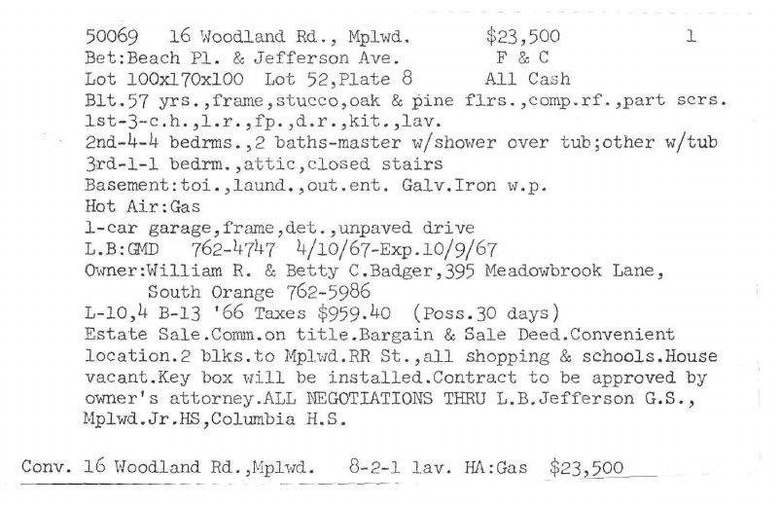 50069 16 Woodland Rd., Mplwd. $23,500 1
Bet:Beach Pl. & Jefferson Ave. F & C
Lot 100x170x100 Lot 52,Plate 8 All Cash
Blt.57 yrs.,frame,stucco,oak & pine flrs.,comp.rf.,part scrs.
1st-3-c.h.,l.r.,fp.,d.r.,kit.,lav.
2nd-4-4 bedrms.,2 baths-master w/shower over tub;other w/tub
3rd-1-1 bedrm.,attic,closed stairs
Basement:toi.,laund.,out.ent. Galv.Iron w.p.
Hot Air:Gas
1-car garage,frame,det.,unpaved drive
L.B:GMD 762-4747 4/10/67-Exp.10/9/67
Owner:William R. & Betty C.Badger,395 Meadowbrook Lane,
South Orange 762-5986
L-10,4 B-13 '66 Taxes $959.40 (Poss.30 days)
Estate Sale.Comm.on title.Bargain & Sale Deed.Convenient
location.2 blks.to Mplwd.RR St.,all shopping & schools.House
vacant.Key box will be installed.Contract to be approved by
owner's attorney.ALL NEGOTIATIONS THRU L.B.Jefferson G.S.,
Mplwd.Jr.HS,Columbia H.S.
Conv. 16 Woodland Rd.,Mplwd. 8-2-1 lav. HA:Gas $23,500